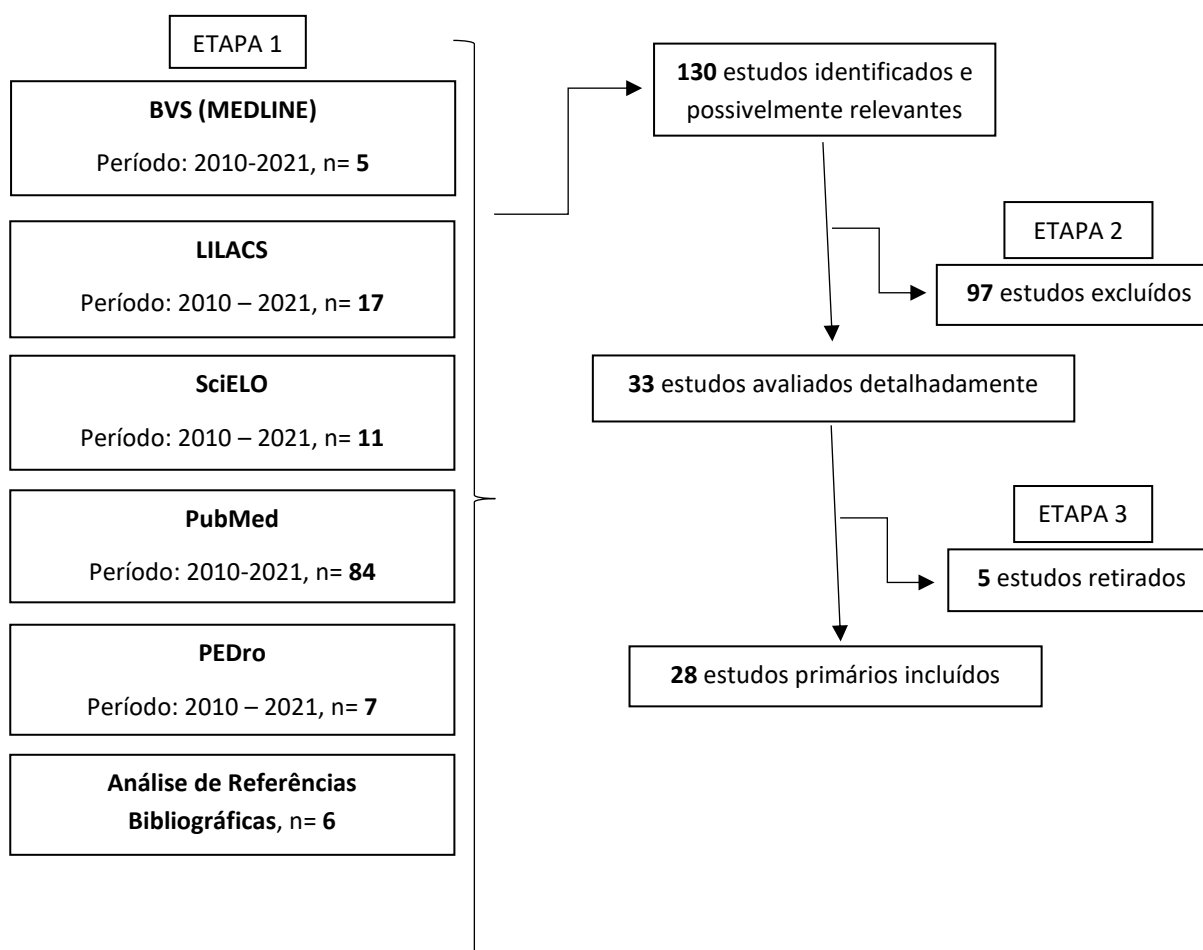 ETAPA 1
BVS (MEDLINE)
Período: 2010-2021, n= 5
LILACS
Período: 2010 – 2021, n= 17
SciELO
Período: 2010 – 2021, n= 11
PubMed
Período: 2010-2021, n= 84
PEDro
Período: 2010 – 2021, n= 7
Análise de Referências
Bibliográficas, n= 6
130 estudos identificados e
possivelmente relevantes
ETAPA 2
97 estudos excluídos
33 estudos avaliados detalhadamente
ETAPA 3
5 estudos retirados
28 estudos primários incluídos